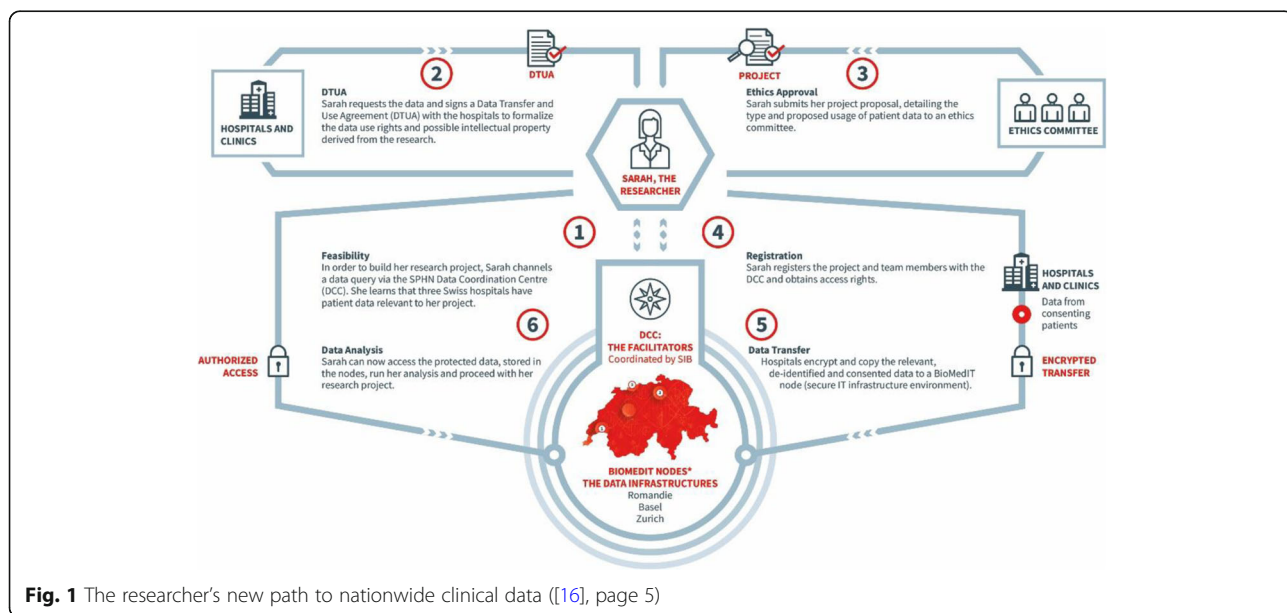 2
DTUA
DTUA
Sarah requests the data and signs a Data Transfer and
Use Agreement (DTUA) with the hospitals to formalize
the data use rights and possible intellectual property
derived from the research.
HOSPITALS AND
CLINICS
PROJECT
3
Ethics Approval
Sarah submits her project proposal, detailing the
type and proposed usage of patient data to an ethics
committee.
ETHICS COMMITTEE
SARAH, THE
RESEARCHER
1
Feasibility
In order to build her research project, Sarah channels
a data query via the SPHN Data Coordination Centre
(DCC). She learns that three Swiss hospitals have
patient data relevant to her project.
4
Registration
Sarah registers the project and team members with the
DCC and obtains access rights.
HOSPITALS
AND CLINICS
Data from
consenting
patients
6
Data Analysis
Sarah can now access the protected data, stored in
the nodes, run her analysis and proceed with her
research project.
AUTHORIZED
ACCESS
DCC:
THE FACILITATORS
Coordinated by SIB
5
Data Transfer
Hospitals encrypt and copy the relevant,
de-identified and consented data to a BioMedIT
node (secure IT infrastructure environment).
ENCRYPTED
TRANSFER
BIOMEDIT NODES*
THE DATA INFRASTRUCTURES
Romandie
Basel
Zurich
Fig. 1 The researcher's new path to nationwide clinical data ([16], page 5)